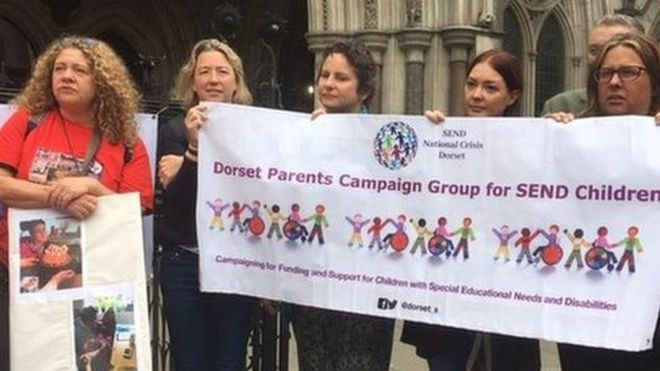 SEND
National Crisis
Dorset
Dorset Parents Campaign Group for SEND Children
Campaigning for Funding and Support for Children with Special Educational Needs and Disabilities
@dorset_s